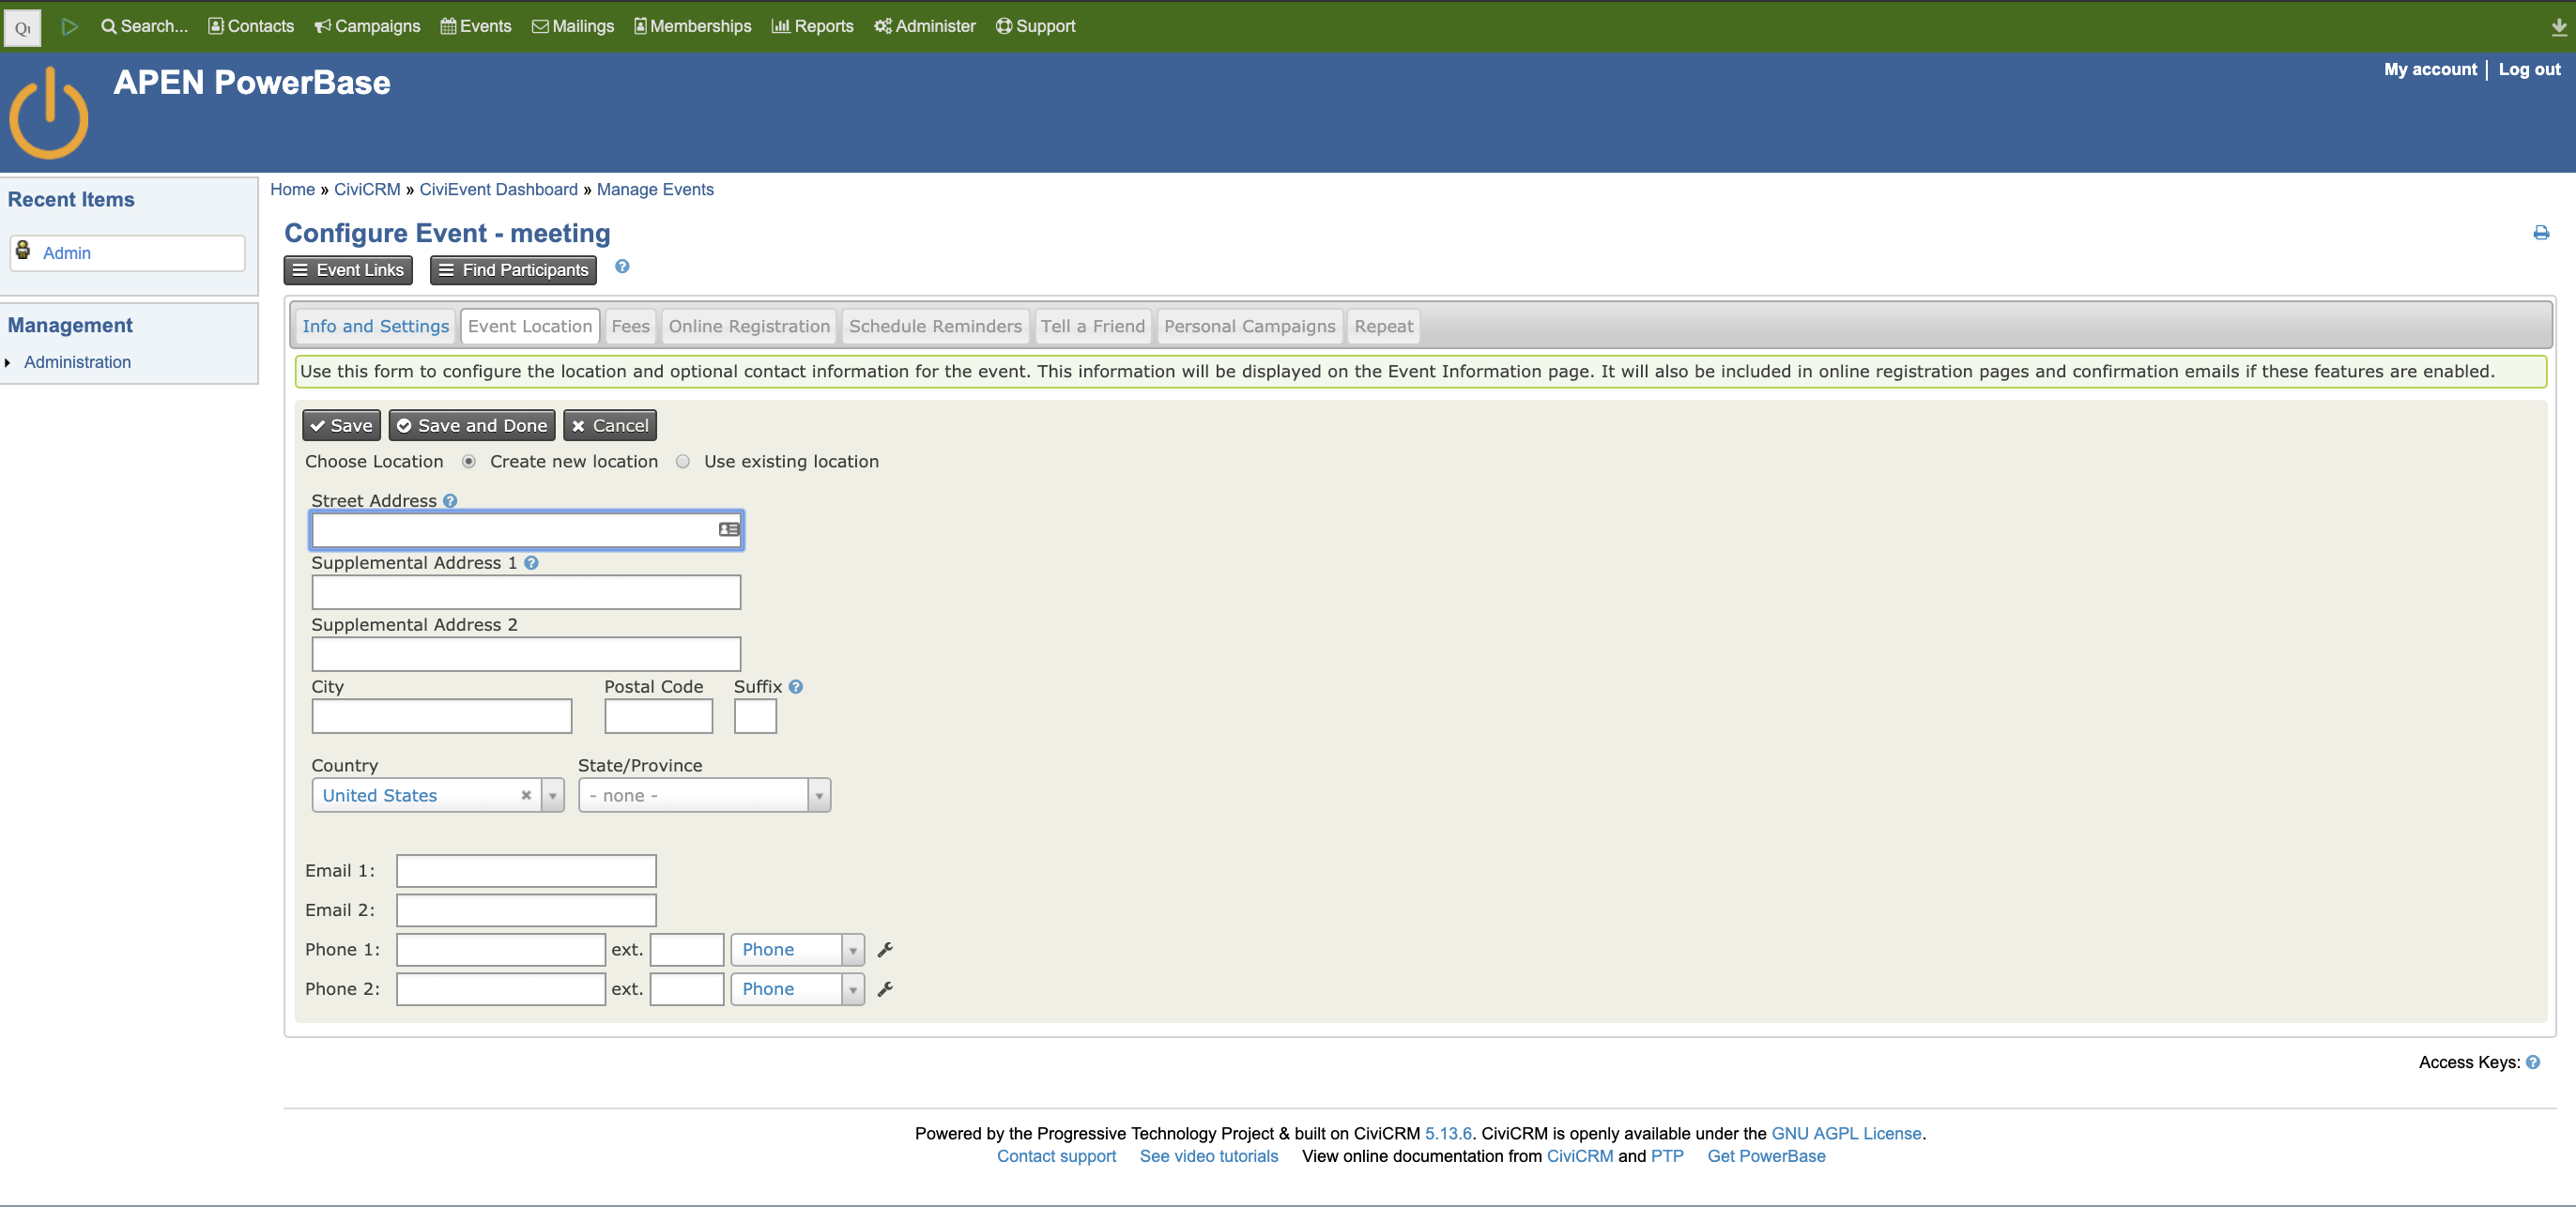 Search... Contacts Campaigns Events Mailings Memberships Reports Administer Support
APEN PowerBase
My account Log out
Recent Items
Admin
Management
Administration
Home » CiviCRM » CiviEvent Dashboard » Manage Events
Configure Event - meeting
Event Links Find Participants
Info and Settings Event Location Fees Online Registration Schedule Reminders Tell a Friend Personal Campaigns Repeat
Use this form to configure the location and optional contact information for the event. This information will be displayed on the Event Information page. It will also be included in online registration pages and confirmation emails if these features are enabled.
Save Save and Done Cancel
Choose Location Create new location Use existing location
Street Address
Supplemental Address 1
Supplemental Address 2
City Postal Code Suffix
Country State/Province
United States - none -
Email 1:
Email 2:
Phone 1: ext. Phone
Phone 2: ext. Phone
Access Keys:
Powered by the Progressive Technology Project & built on CiviCRM 5.13.6. CiviCRM is openly available under the GNU AGPL License.
Contact support See video tutorials View online documentation from CiviCRM and PTP Get PowerBase